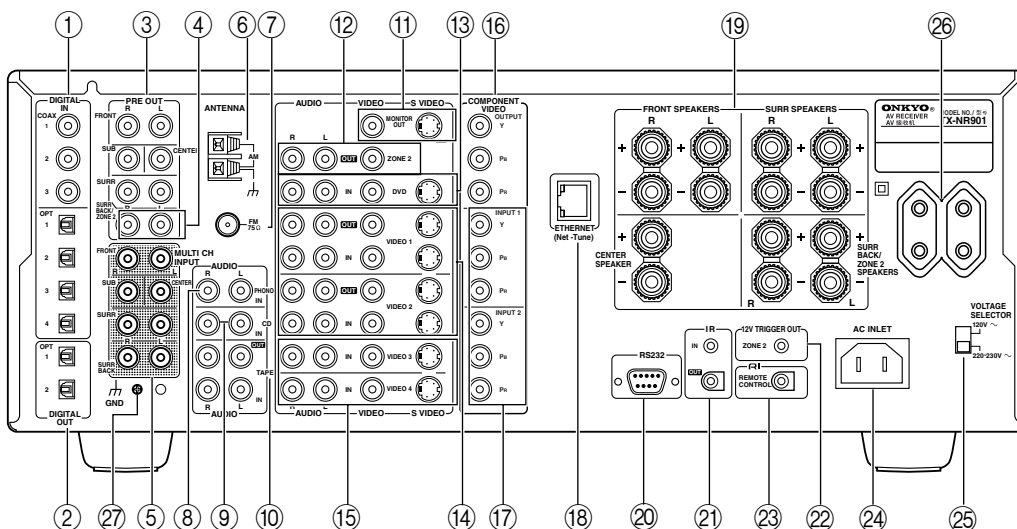 1 3 4 6 7 12 11 13 16 19 26
DIGITAL
IN
COAX
1
2
3
OPT
1
2
3
4
OPT
1
2
DIGITAL
OUT
PRE OUT
R L
FRONT
SUB
CENTER
SURR
SURR
BACK/
ZONE 2
R L
FRONT
MULTI CH
INPUT
R L
SUB
CENTER
SURR
R L
SURR
BACK
GND
ANTENNA
AM
FM
75Ω
AUDIO
R L
PHONO
IN
CD
IN
OUT
TAPE
IN
R L
AUDIO
AUDIO VIDEO S VIDEO
MONITOR
OUT
R L
OUT ZONE 2
IN DVD
OUT
VIDEO 1
IN
OUT
VIDEO 2
IN
IN VIDEO 3
IN VIDEO 4
R L
AUDIO VIDEO S VIDEO
COMPONENT
VIDEO
OUTPUT
Y
PB
PR
INPUT 1
Y
PB
PR
INPUT 2
Y
PB
PR
ETHERNET
(Net -Tune)
FRONT SPEAKERS
R L
SURR SPEAKERS
R L
+ + + +
− − − −
CENTER
SPEAKER
+
−
+ +
− −
SURR
BACK/
ZONE 2
SPEAKERS
R L
ONKYO®
AV RECEIVER
AV 接收机
MODEL NO./ 型号
TX-NR901
RS232
IR
IN
OUT
12V TRIGGER OUT
ZONE 2
RI
REMOTE
CONTROL
AC INLET
VOLTAGE
SELECTOR
120V ~
220-230V ~
2 27 5 8 9 10 15 14 17 18 20 21 23 22 24 25